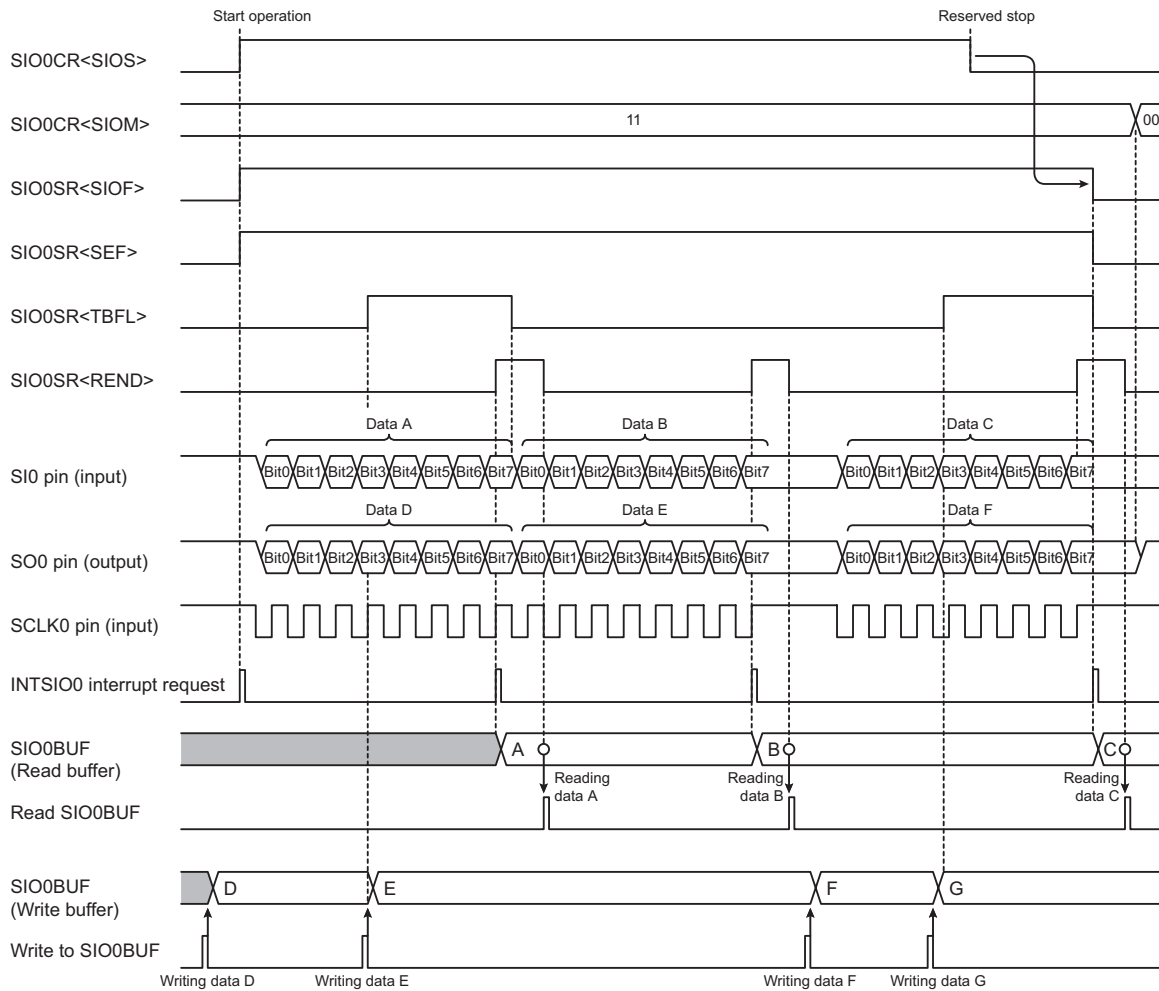 Start operation Reserved stop
SIO0CR<SIOS>
SIO0CR<SIOM> 11 00
SIO0SR<SIOF>
SIO0SR<SEF>
SIO0SR<TBFL>
SIO0SR<REND>
Data A Data B Data C
SI0 pin (input) Bit0 Bit1 Bit2 Bit3 Bit4 Bit5 Bit6 Bit7 Bit0 Bit1 Bit2 Bit3 Bit4 Bit5 Bit6 Bit7 Bit0 Bit1 Bit2 Bit3 Bit4 Bit5 Bit6 Bit7
Data D Data E Data F
SO0 pin (output) Bit0 Bit1 Bit2 Bit3 Bit4 Bit5 Bit6 Bit7 Bit0 Bit1 Bit2 Bit3 Bit4 Bit5 Bit6 Bit7 Bit0 Bit1 Bit2 Bit3 Bit4 Bit5 Bit6 Bit7
SCLK0 pin (input)
INTSIO0 interrupt request
SIO0BUF A B C
(Read buffer)
Reading Reading Reading
data A data B data C
Read SIO0BUF
SIO0BUF D E F G
(Write buffer)
Write to SIO0BUF
Writing data D Writing data E Writing data F Writing data G